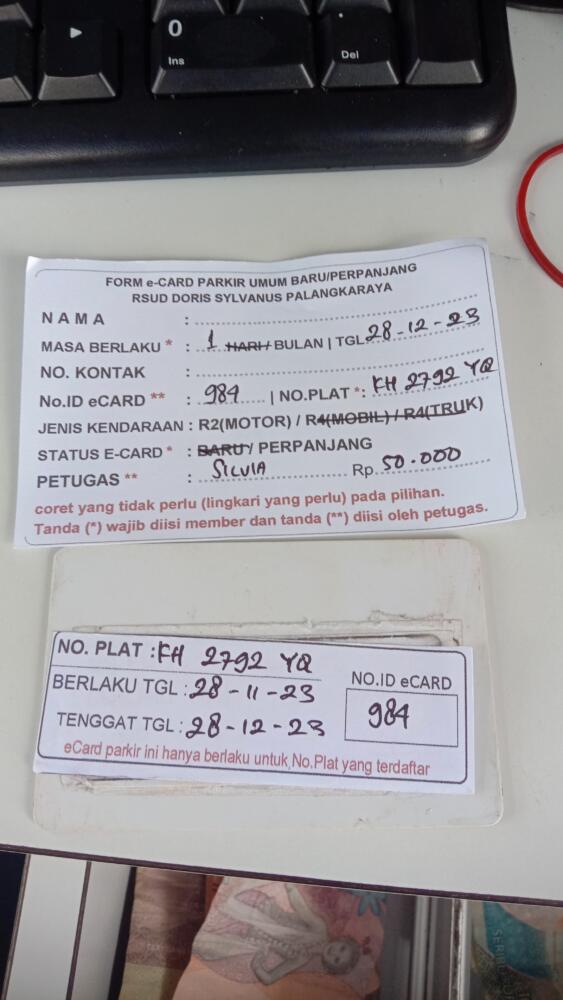 0
Ins
Del
FORM e-CARD PARKIR UMUM BARU/PERPANJANG
RSUD DORIS SYLVANUS PALANGKARAYA
N A M A :
MASA BERLAKU * : 1 HARI / BULAN | TGL 28-12-23
NO. KONTAK :
No.ID eCARD ** : 984 | NO.PLAT *: KH 2792 YQ
JENIS KENDARAAN : R2(MOTOR) / R4(MOBIL) / R4(TRUK)
STATUS E-CARD * : BARU / PERPANJANG
PETUGAS ** : SILVIA Rp. 50.000
coret yang tidak perlu (lingkari yang perlu) pada pilihan.
Tanda (*) wajib diisi member dan tanda (**) diisi oleh petugas.
NO. PLAT : KH 2792 YQ
BERLAKU TGL : 28-11-23
NO.ID eCARD
TENGGAT TGL : 28-12-23
984
eCard parkir ini hanya berlaku untuk No.Plat yang terdaftar